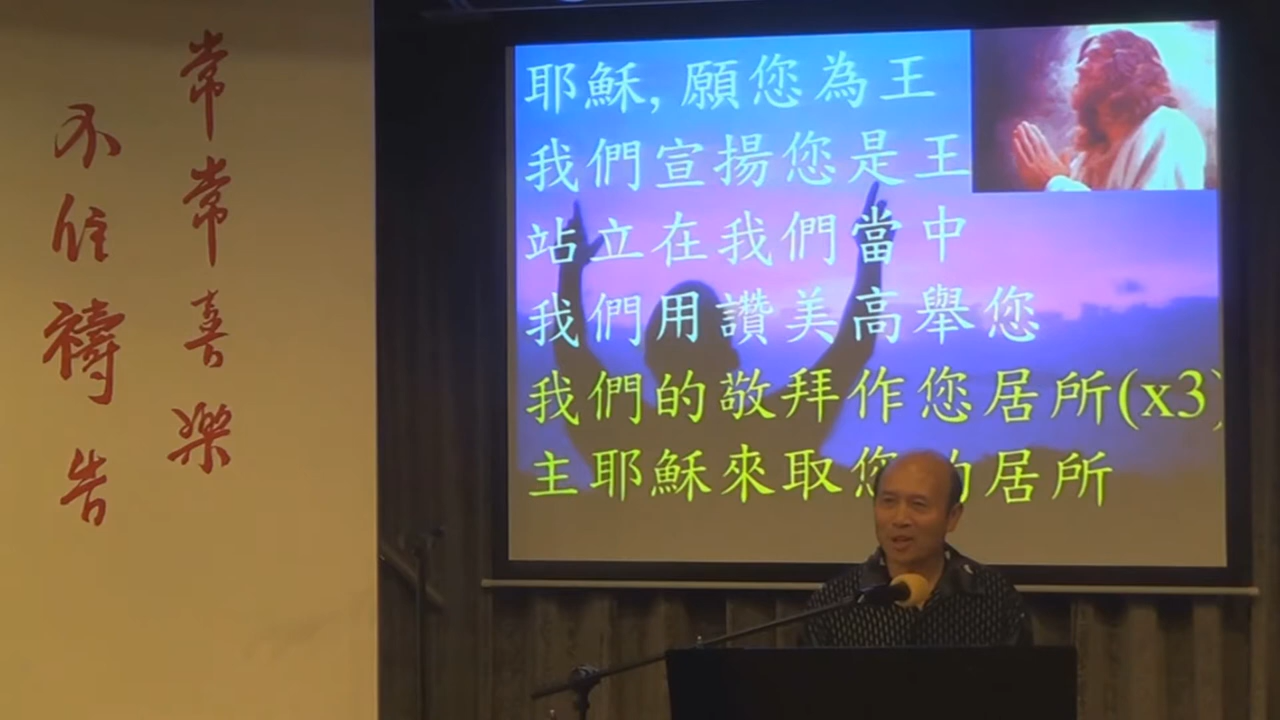 常常喜樂
不住禱告
耶穌,願您為王
我們宣揚您是王
站立在我們當中
我們用讚美高舉您
我們的敬拜作您居所(x3)
主耶穌來取您的居所